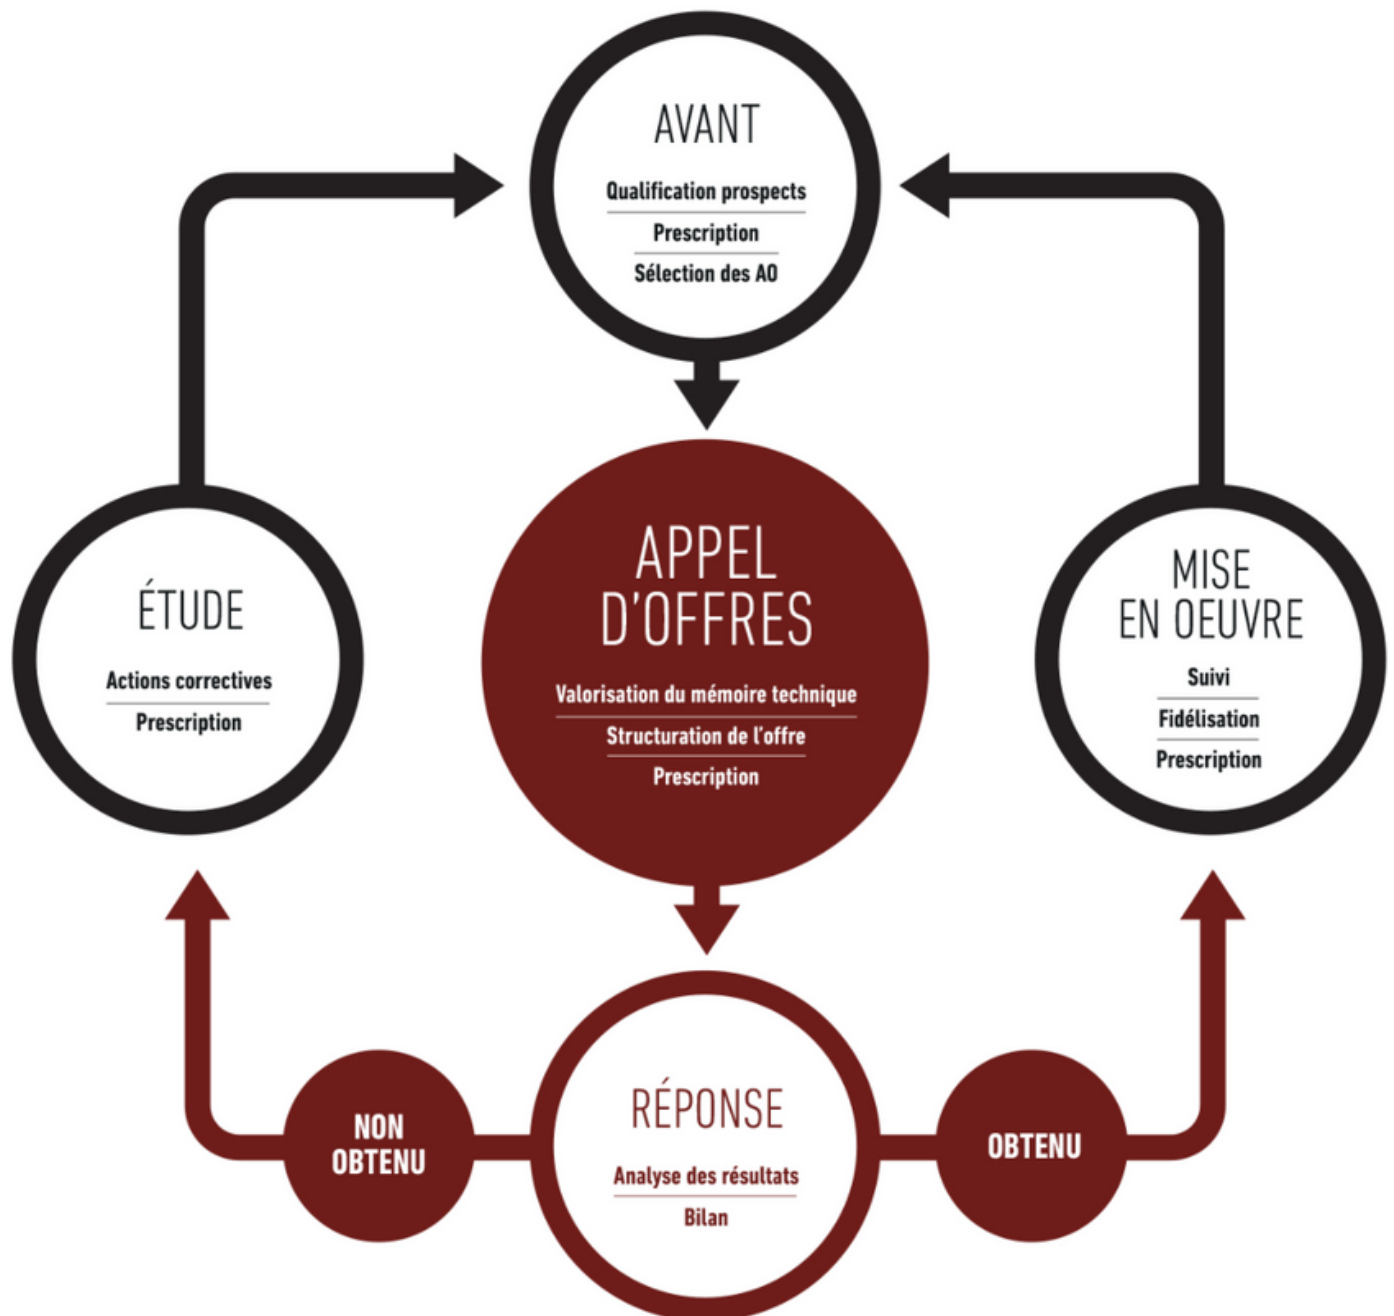 AVANT
Qualification prospects
Prescription
Sélection des AO
APPEL
D'OFFRES
Valorisation du mémoire technique
Structuration de l'offre
Prescription
ÉTUDE
Actions correctives
Prescription
MISE
EN OEUVRE
Suivi
Fidélisation
Prescription
RÉPONSE
Analyse des résultats
Bilan
NON
OBTENU
OBTENU